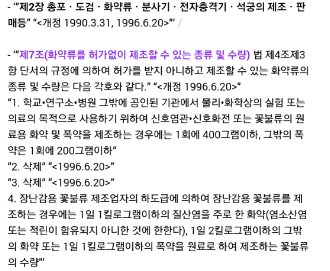 - '"제2장 총포ㆍ도검ㆍ화약류ㆍ분사기ㆍ전자충격기ㆍ석궁의 제조ㆍ판
매등" "<개정 1990.3.31, 1996.6.20>"' /
- '"제7조(화약류를 허가없이 제조할 수 있는 종류 및 수량) 법 제4조제3
항 단서의 규정에 의하여 허가를 받지 아니하고 제조할 수 있는 화약류의
종류 및 수량은 다음 각호와 같다." "<개정 1996.6.20>"
"1. 학교•연구소•병원 그밖에 공인된 기관에서 물리•화학상의 실험 또는
의료의 목적으로 사용하기 위하여 신호염관•신호화전 또는 꽃불류의 원
료용 화약 및 폭약을 제조하는 경우에는 1회에 400그램이하, 그밖의 폭
약은 1회에 200그램이하"
"2. 삭제" "<1996.6.20>"
"3. 삭제" "<1996.6.20>"
4. 장난감용 꽃불류 제조업자의 하도급에 의하여 장난감용 꽃불류를 제
조하는 경우에는 1일 1킬로그램이하의 질산염을 주로 한 화약(염소산염
또는 적린이 함유되지 아니한 것에 한한다), 1일 2킬로그램이하의 그밖
의 화약 또는 1일 1킬로그램이하의 폭약을 원료로 하여 제조하는 꽃불류
의 수량"'